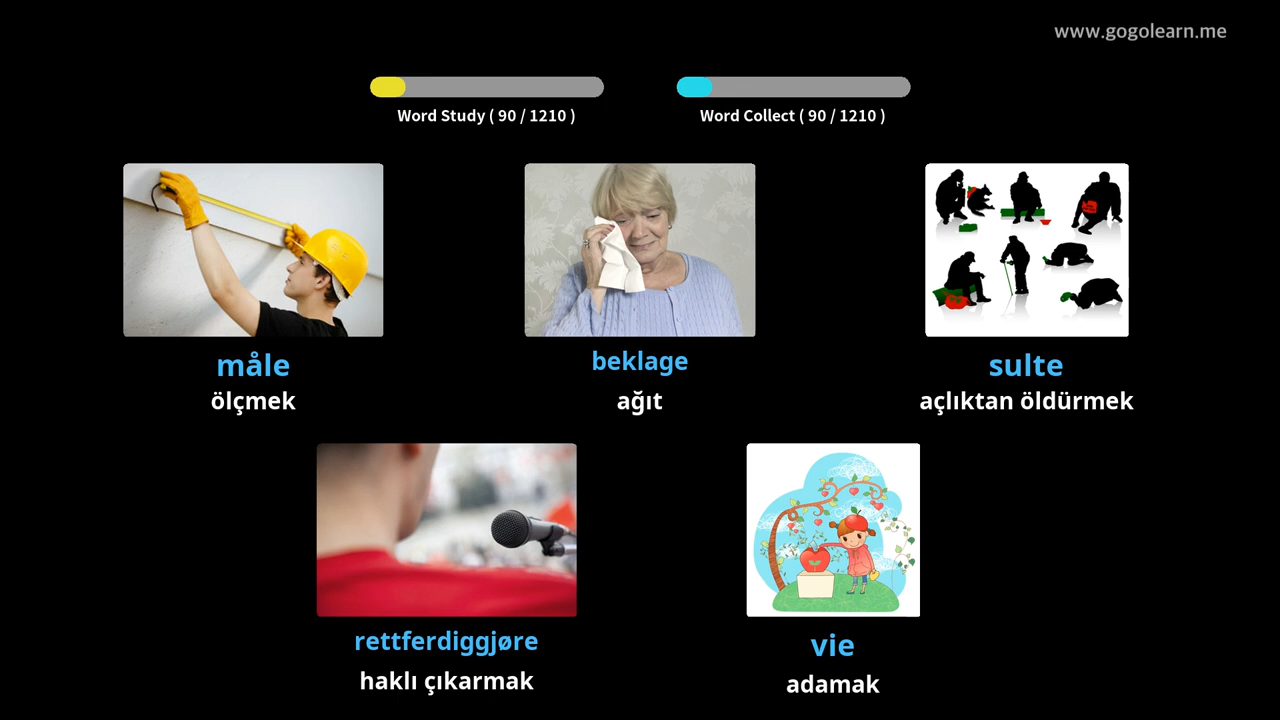 www.gogolearn.me
Word Study ( 90 / 1210 )
Word Collect ( 90 / 1210 )
måle
ölçmek
beklage
ağıt
sulte
açlıktan öldürmek
rettferdiggjøre
haklı çıkarmak
vie
adamak